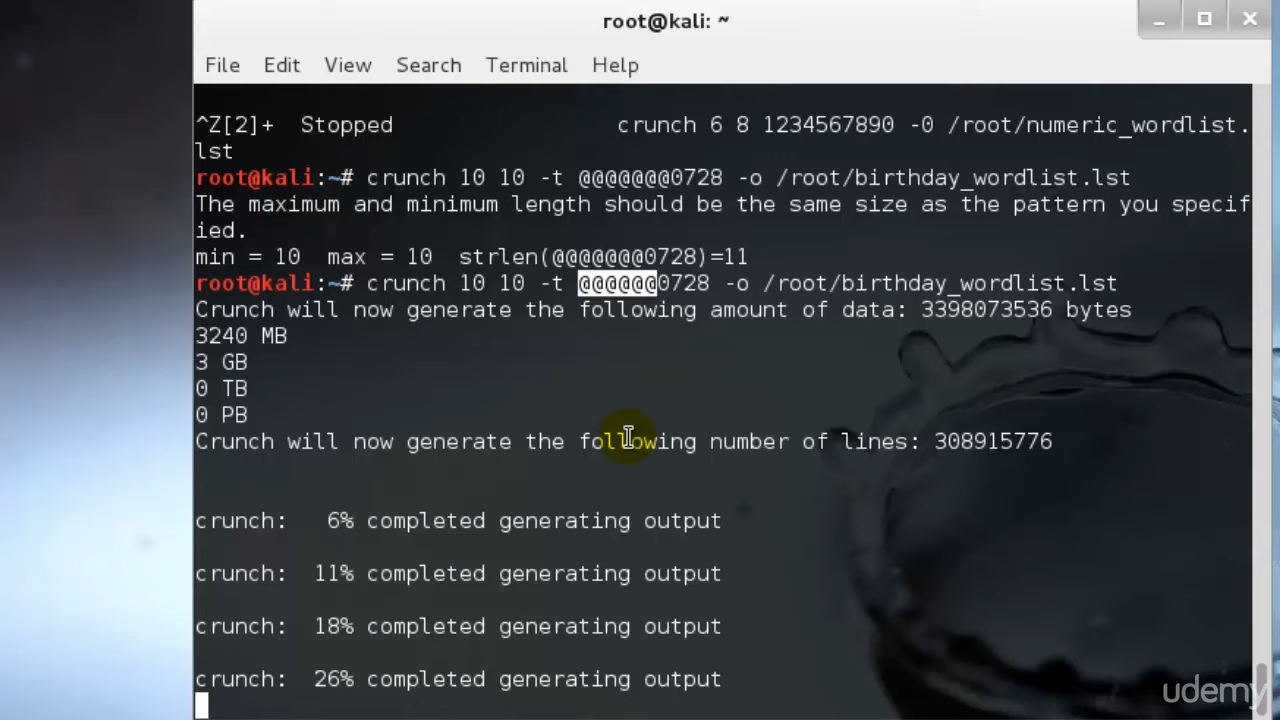 root@kali: ~
File Edit View Search Terminal Help
^Z[2]+  Stopped                 crunch 6 8 1234567890 -0 /root/numeric_wordlist.
lst
root@kali:~# crunch 10 10 -t @@@@@@@0728 -o /root/birthday_wordlist.lst
The maximum and minimum length should be the same size as the pattern you specif
ied.
min = 10  max = 10  strlen(@@@@@@@0728)=11
root@kali:~# crunch 10 10 -t @@@@@@0728 -o /root/birthday_wordlist.lst
Crunch will now generate the following amount of data: 3398073536 bytes
3240 MB
3 GB
0 TB
0 PB
Crunch will now generate the following number of lines: 308915776
crunch:   6% completed generating output
crunch:  11% completed generating output
crunch:  18% completed generating output
crunch:  26% completed generating output
udemy